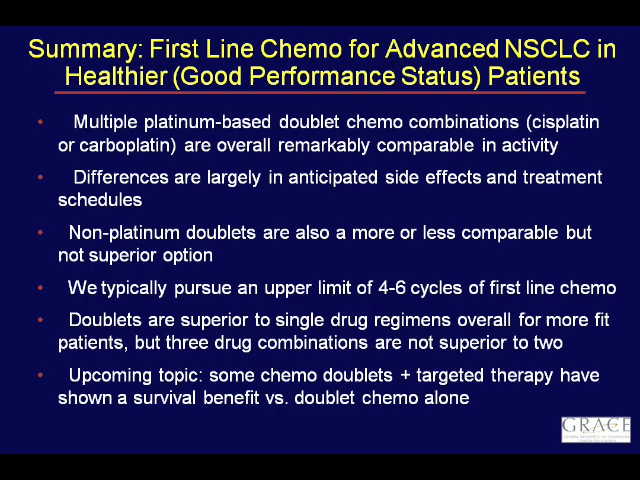 Summary: First Line Chemo for Advanced NSCLC in
Healthier (Good Performance Status) Patients
• Multiple platinum-based doublet chemo combinations (cisplatin
or carboplatin) are overall remarkably comparable in activity
• Differences are largely in anticipated side effects and treatment
schedules
• Non-platinum doublets are also a more or less comparable but
not superior option
• We typically pursue an upper limit of 4-6 cycles of first line chemo
• Doublets are superior to single drug regimens overall for more fit
patients, but three drug combinations are not superior to two
• Upcoming topic: some chemo doublets + targeted therapy have
shown a survival benefit vs. doublet chemo alone
GRACE